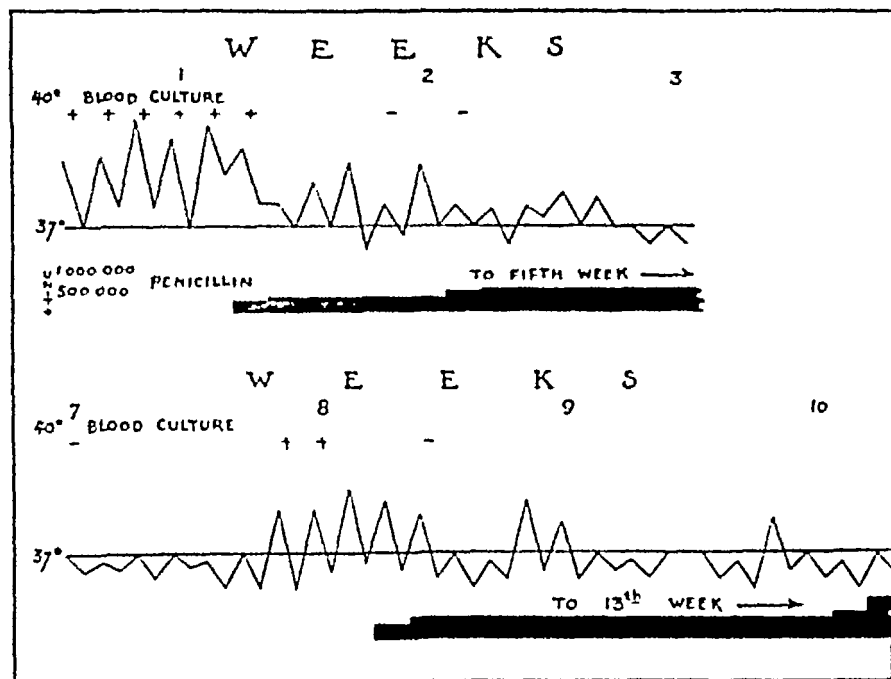 W E E K S
1 2 3
40° BLOOD CULTURE
+ + + + + + - -
37°
UNITS 1000 000
500 000 PENICILLIN
TO FIFTH WEEK →
W E E K S
7 8 9 10
40° BLOOD CULTURE
- + + -
37°
TO 13th WEEK →